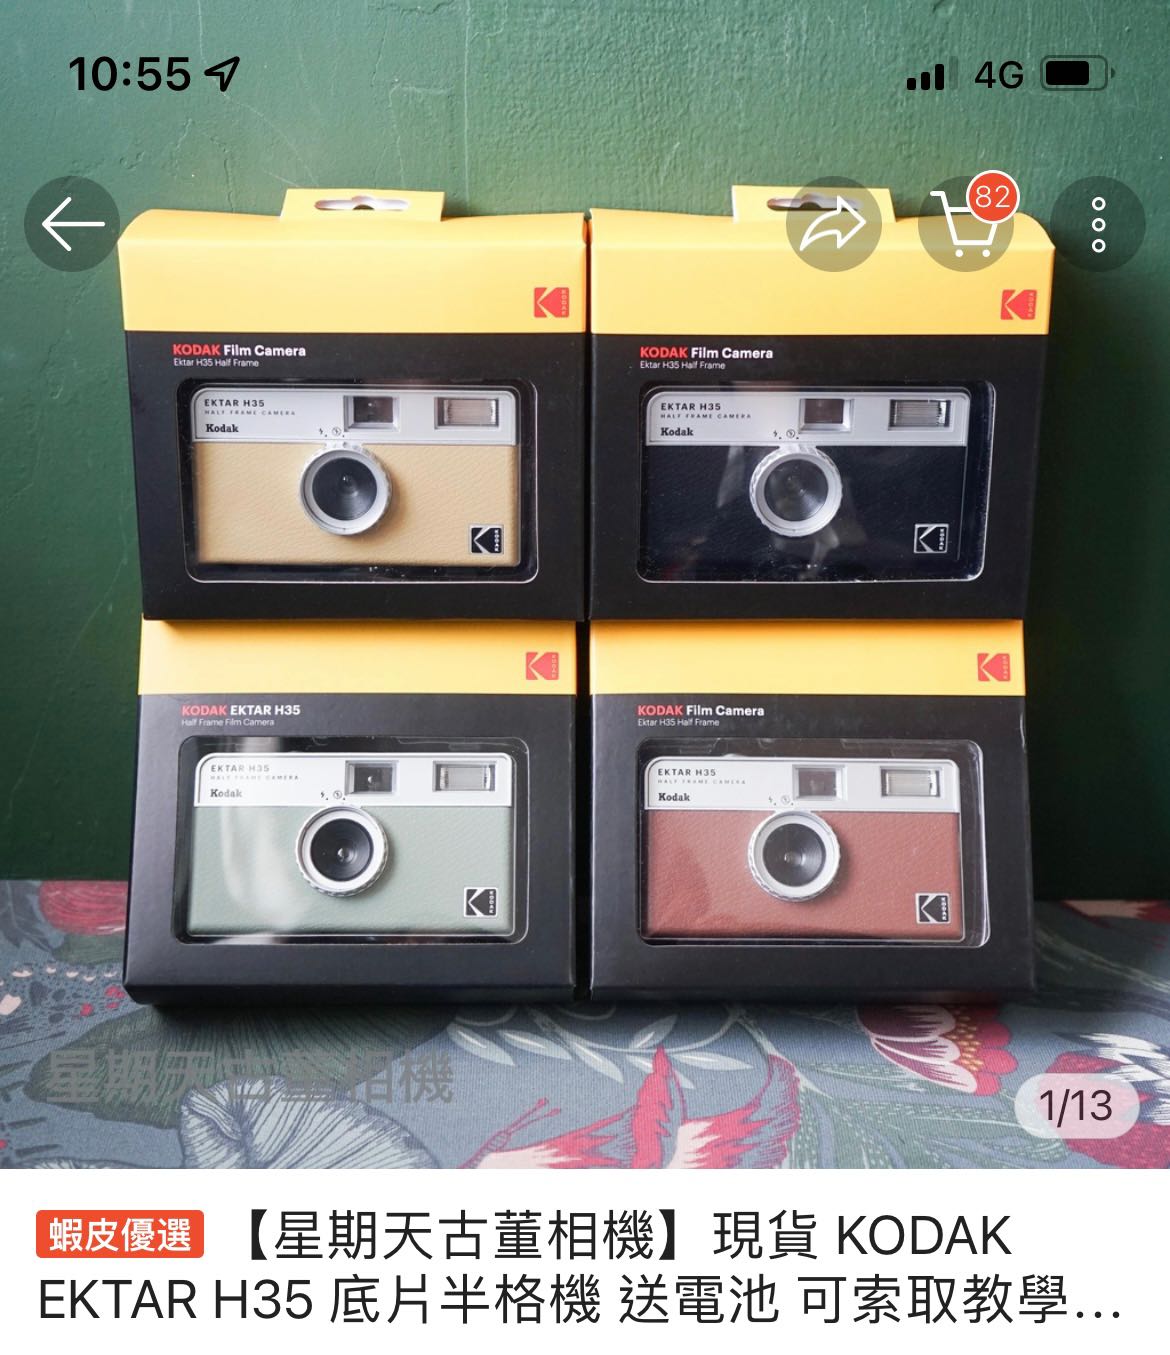 10:55
4G
82
KODAK
KODAK
KODAK Film Camera
Ektar H35 Half Frame
KODAK Film Camera
Ektar H35 Half Frame
EKTAR H35
HALF FRAME CAMERA
Kodak
KODAK
EKTAR H35
HALF FRAME CAMERA
Kodak
KODAK
KODAK
KODAK
KODAK EKTAR H35
Half Frame Film Camera
KODAK Film Camera
Ektar H35 Half Frame
EKTAR H35
HALF FRAME CAMERA
Kodak
KODAK
EKTAR H35
HALF FRAME CAMERA
Kodak
KODAK
星期天古董相機
1/13
蝦皮優選 【星期天古董相機】現貨 KODAK
EKTAR H35 底片半格機 送電池 可索取教學...